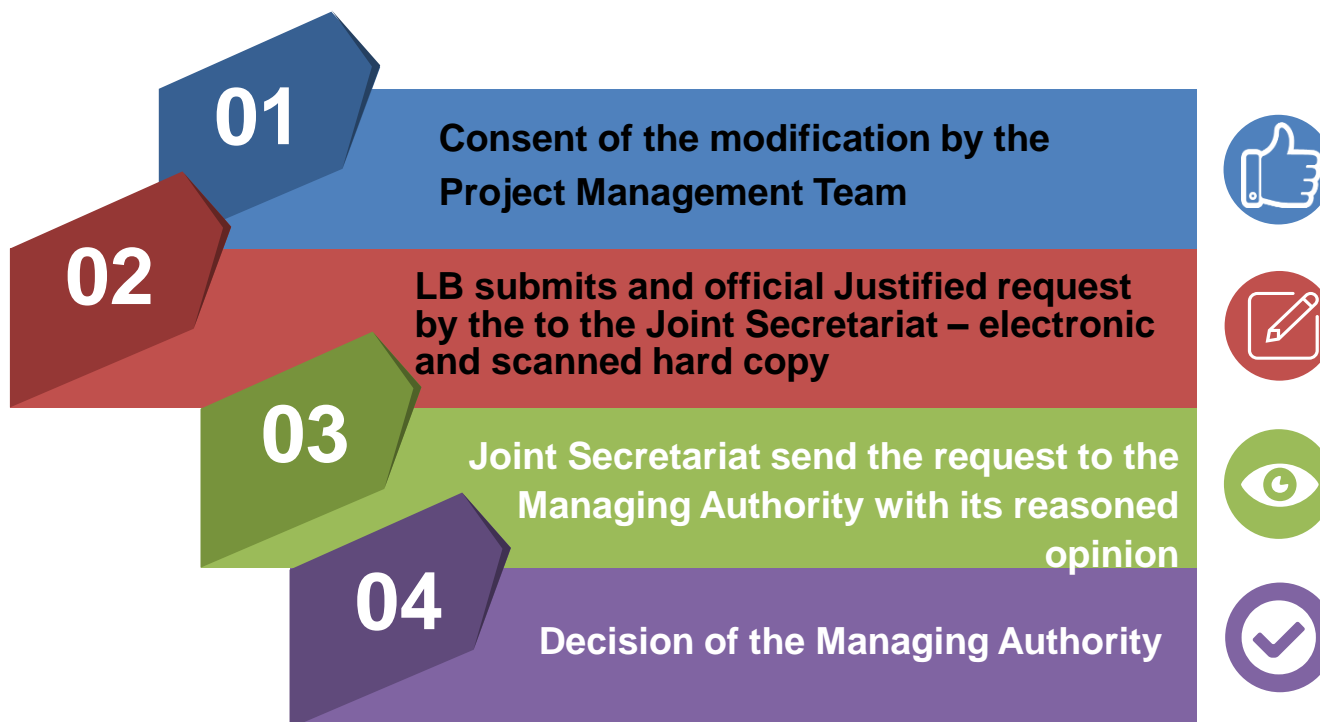 01
Consent of the modification by the
Project Management Team
02
LB submits and official Justified request
by the to the Joint Secretariat – electronic
and scanned hard copy
03
Joint Secretariat send the request to the
Managing Authority with its reasoned
opinion
04
Decision of the Managing Authority